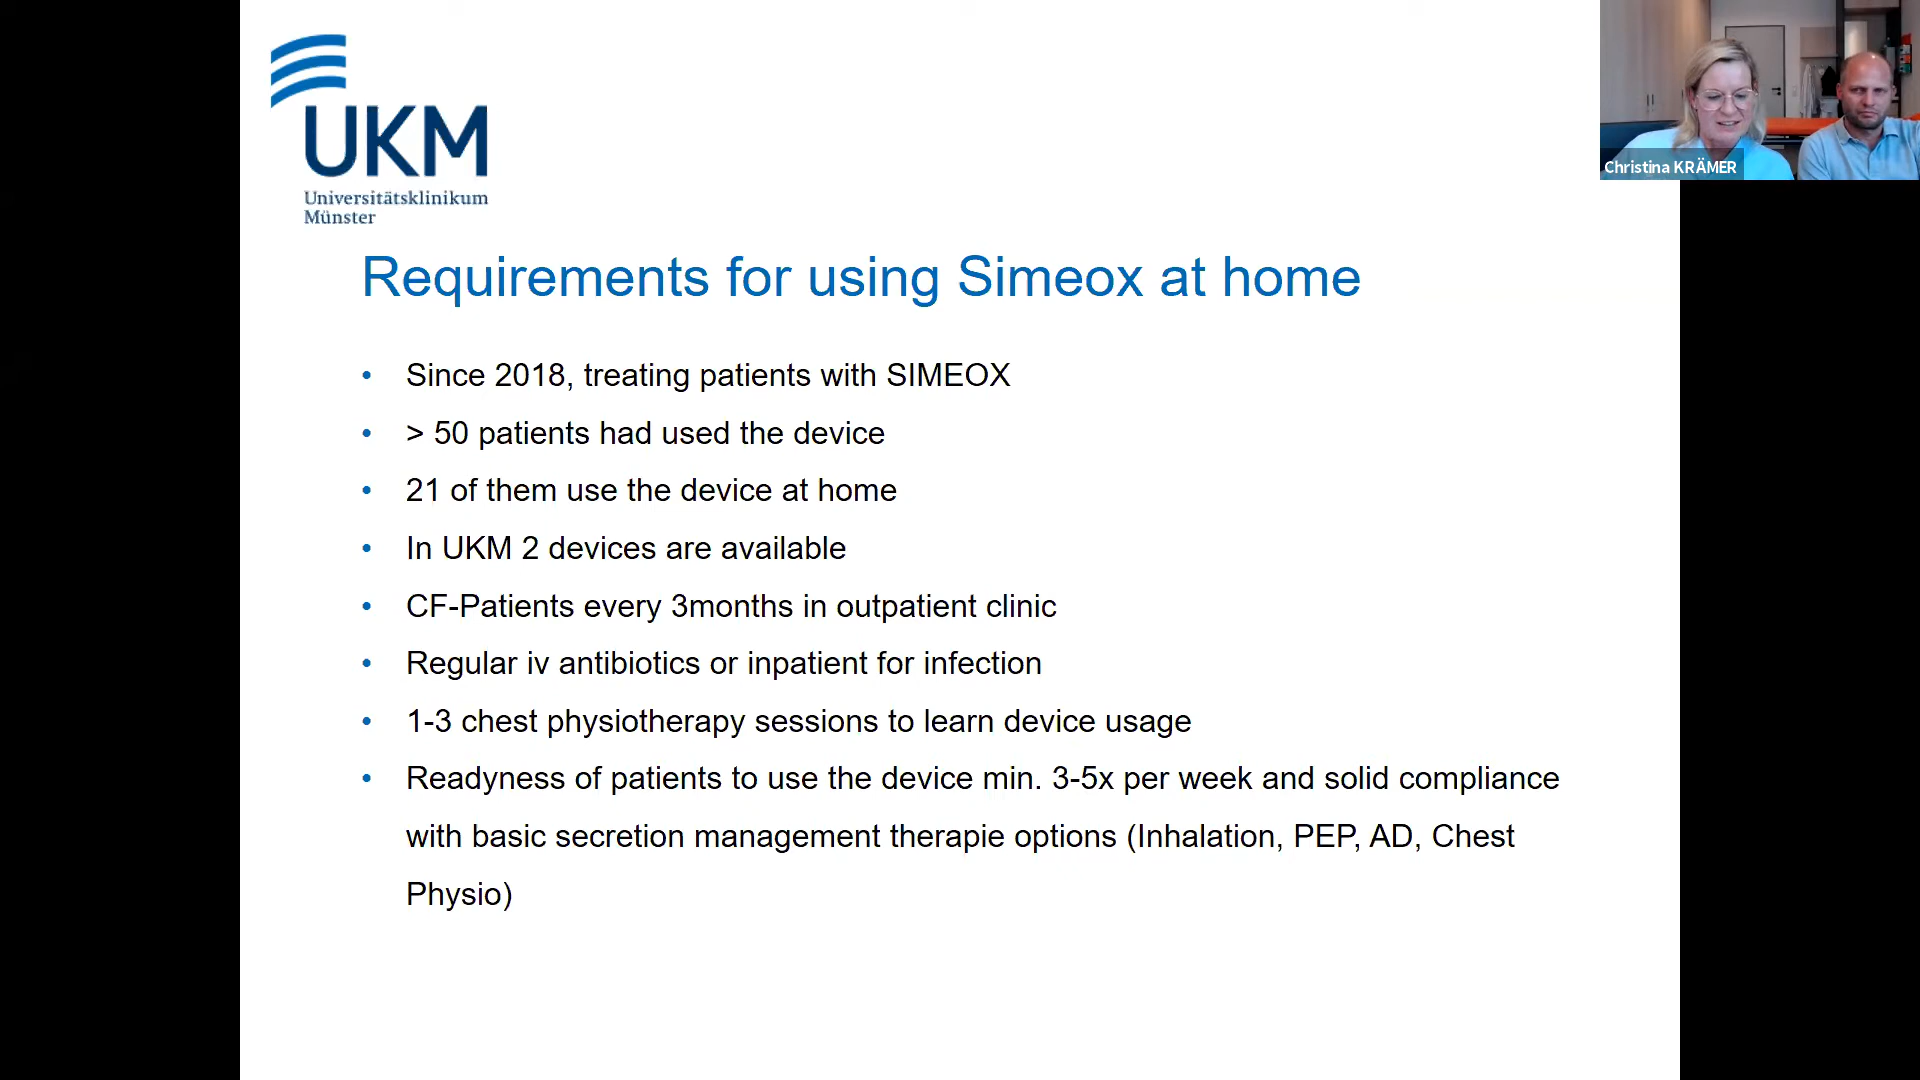 UKM
Universitätsklinikum
Münster
Christina KRÄMER
Requirements for using Simeox at home
• Since 2018, treating patients with SIMEOX
• > 50 patients had used the device
• 21 of them use the device at home
• In UKM 2 devices are available
• CF-Patients every 3months in outpatient clinic
• Regular iv antibiotics or inpatient for infection
• 1-3 chest physiotherapy sessions to learn device usage
• Readyness of patients to use the device min. 3-5x per week and solid compliance
with basic secretion management therapie options (Inhalation, PEP, AD, Chest
Physio)